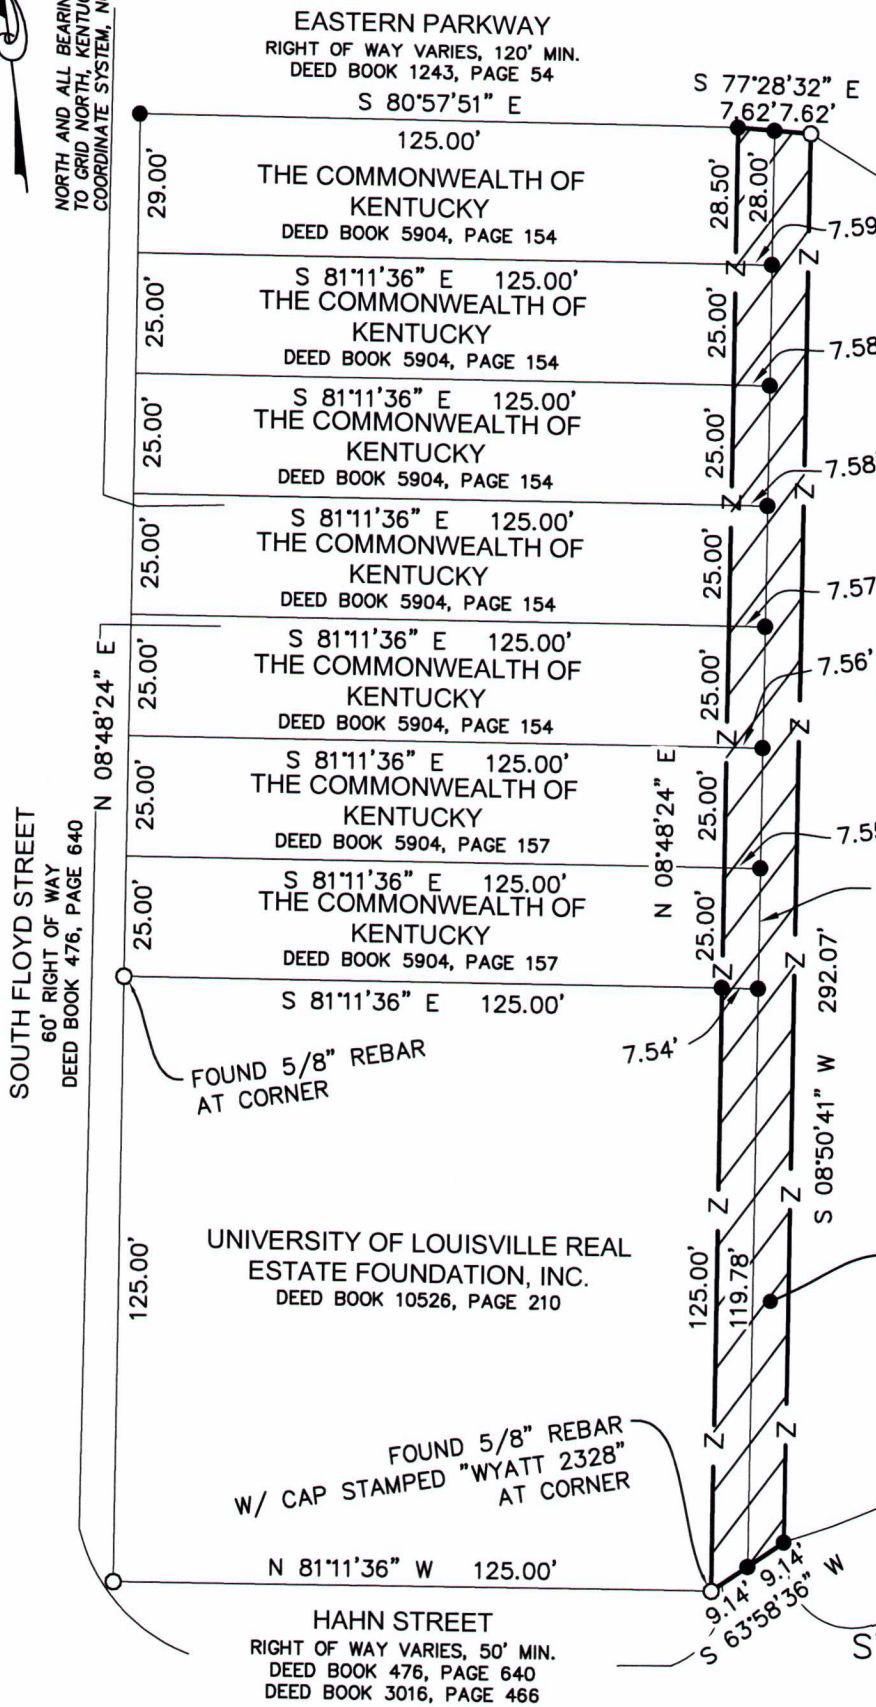 NORTH AND ALL
TO GRID NORTH,
COORDINATE SYSTEM,
EASTERN PARKWAY
RIGHT OF WAY VARIES, 120' MIN.
DEED BOOK 1243, PAGE 54
S 80°57'51" E
125.00'
S 77°28'32" E
7.62' 7.62'
29.00'
THE COMMONWEALTH OF
KENTUCKY
DEED BOOK 5904, PAGE 154
28.50'
28.00'
7.59
Z
Z
S 81°11'36" E 125.00'
25.00'
THE COMMONWEALTH OF
KENTUCKY
DEED BOOK 5904, PAGE 154
25.00'
7.58
S 81°11'36" E 125.00'
25.00'
THE COMMONWEALTH OF
KENTUCKY
DEED BOOK 5904, PAGE 154
25.00'
7.58'
Z
Z
S 81°11'36" E 125.00'
25.00'
THE COMMONWEALTH OF
KENTUCKY
DEED BOOK 5904, PAGE 154
25.00'
7.57
S 81°11'36" E 125.00'
25.00'
THE COMMONWEALTH OF
KENTUCKY
DEED BOOK 5904, PAGE 154
25.00'
7.56'
Z
Z
N 08°48'24" E
S 81°11'36" E 125.00'
25.00'
THE COMMONWEALTH OF
KENTUCKY
DEED BOOK 5904, PAGE 157
N 08°48'24" E
25.00'
7.55
S 81°11'36" E 125.00'
25.00'
THE COMMONWEALTH OF
KENTUCKY
DEED BOOK 5904, PAGE 157
25.00'
Z
Z
S 81°11'36" E 125.00'
7.54'
SOUTH FLOYD STREET
60' RIGHT OF WAY
DEED BOOK 476, PAGE 640
FOUND 5/8" REBAR
AT CORNER
S 08°50'41" W 292.07'
Z
Z
125.00'
UNIVERSITY OF LOUISVILLE REAL
ESTATE FOUNDATION, INC.
DEED BOOK 10526, PAGE 210
125.00'
119.78'
Z
Z
FOUND 5/8" REBAR
W/ CAP STAMPED "WYATT 2328"
AT CORNER
N 81°11'36" W 125.00'
9.14' 9.14'
S 63°58'36" W
HAHN STREET
RIGHT OF WAY VARIES, 50' MIN.
DEED BOOK 476, PAGE 640
DEED BOOK 3016, PAGE 466